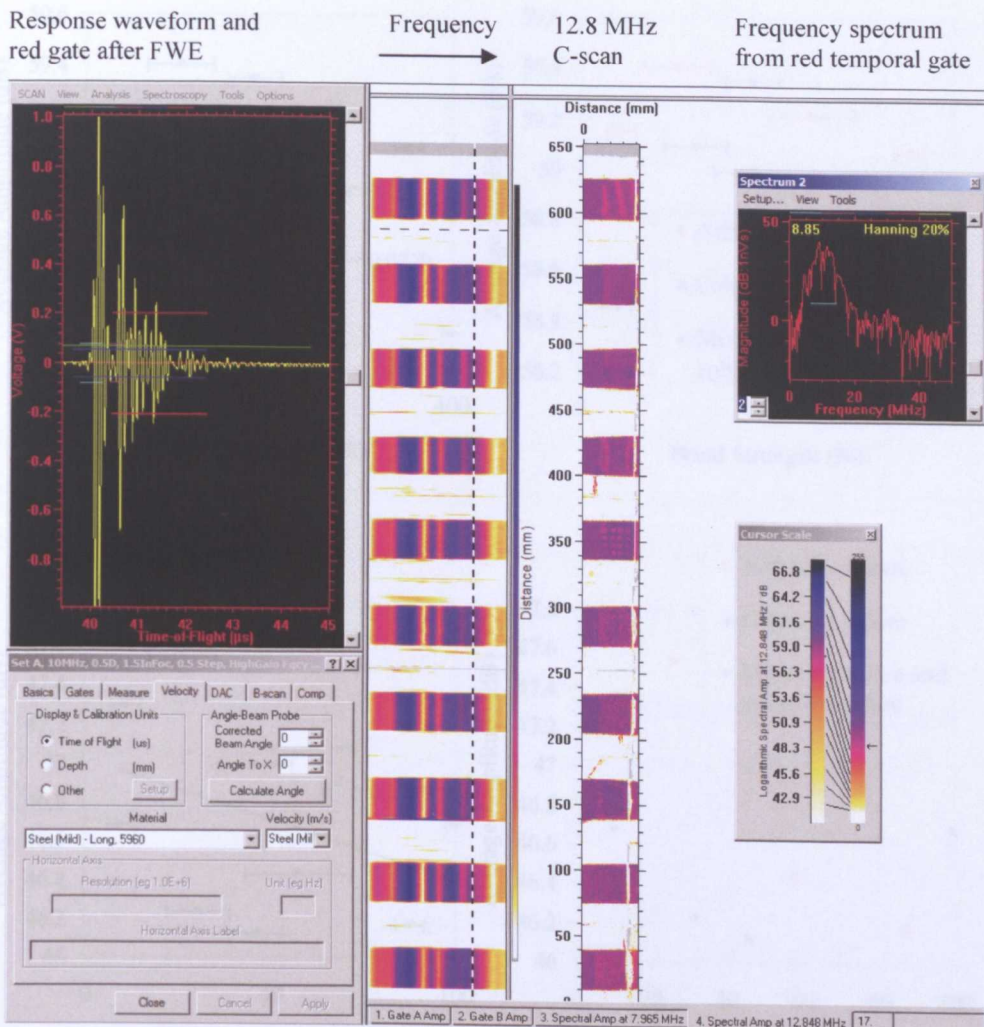 Response waveform and
red gate after FWE
Frequency
12.8 MHz
C-scan
Frequency spectrum
from red temporal gate
SCAN View Analysis Spectroscopy Tools Options
1.0
0.8
0.6
0.4
0.2
0
-0.2
-0.4
-0.6
-0.8
Voltage (V)
40 41 42 43 44 45
Time-of-Flight (µs)
Distance (mm)
0
650
600
550
500
450
400
350
300
250
200
150
100
50
0
Distance (mm)
Spectrum 2
Setup... View Tools
50
8.85 Hanning 20%
0
Magnitude (dB 1nVs)
0 20 40
Frequency (MHz)
2
Cursor Scale
255
66.8
64.2
61.6
59.0
56.3
53.6
50.9
48.3
45.6
42.9
0
Logarithmic Spectral Amp at 12.848 MHz / dB
Set A, 10MHz, 0.5D, 1.5InFoc, 0.5 Step, HighGain
Basics Gates Measure Velocity DAC B-scan Comp
Display & Calibration Units
Time of Flight (us)
Depth (mm)
Other Setup
Angle-Beam Probe
Corrected
Beam Angle 0
Angle To X 0
Calculate Angle
Material Velocity (m/s)
Steel (Mild) - Long, 5960 Steel (Mil
Horizontal Axis
Resolution (eg 1.0E+6) Unit (eg Hz)
Horizontal Axis Label
Close Cancel Apply
1. Gate A Amp 2. Gate B Amp 3. Spectral Amp at 7.965 MHz 4. Spectral Amp at 12.848 MHz 17.